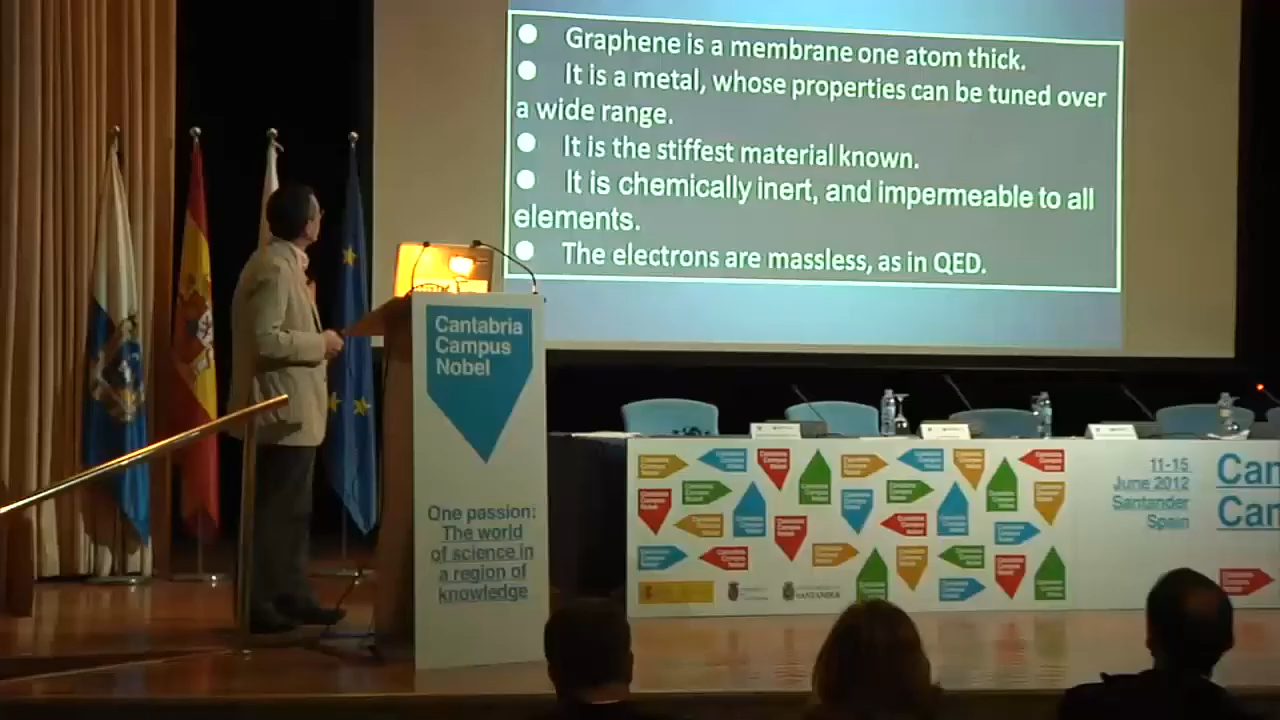 ● Graphene is a membrane one atom thick.
● It is a metal, whose properties can be tuned over
a wide range.
● It is the stiffest material known.
● It is chemically inert, and impermeable to all
elements.
● The electrons are massless, as in QED.
Cantabria
Campus
Nobel
One passion:
The world
of science in
a region of
knowledge
11-15
June 2012
Santander
Spain
Can
Cam